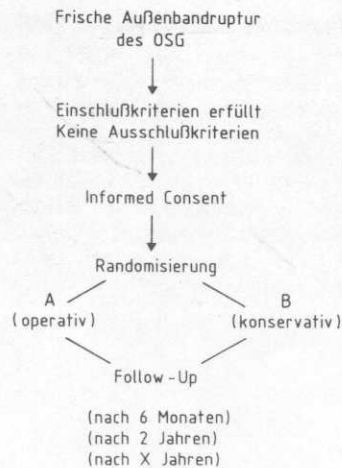 Frische Außenbandruptur
des OSG
Einschlußkriterien erfüllt
Keine Ausschlußkriterien
Informed Consent
Randomisierung
A
(operativ)
B
(konservativ)
Follow-Up
(nach 6 Monaten)
(nach 2 Jahren)
(nach X Jahren)